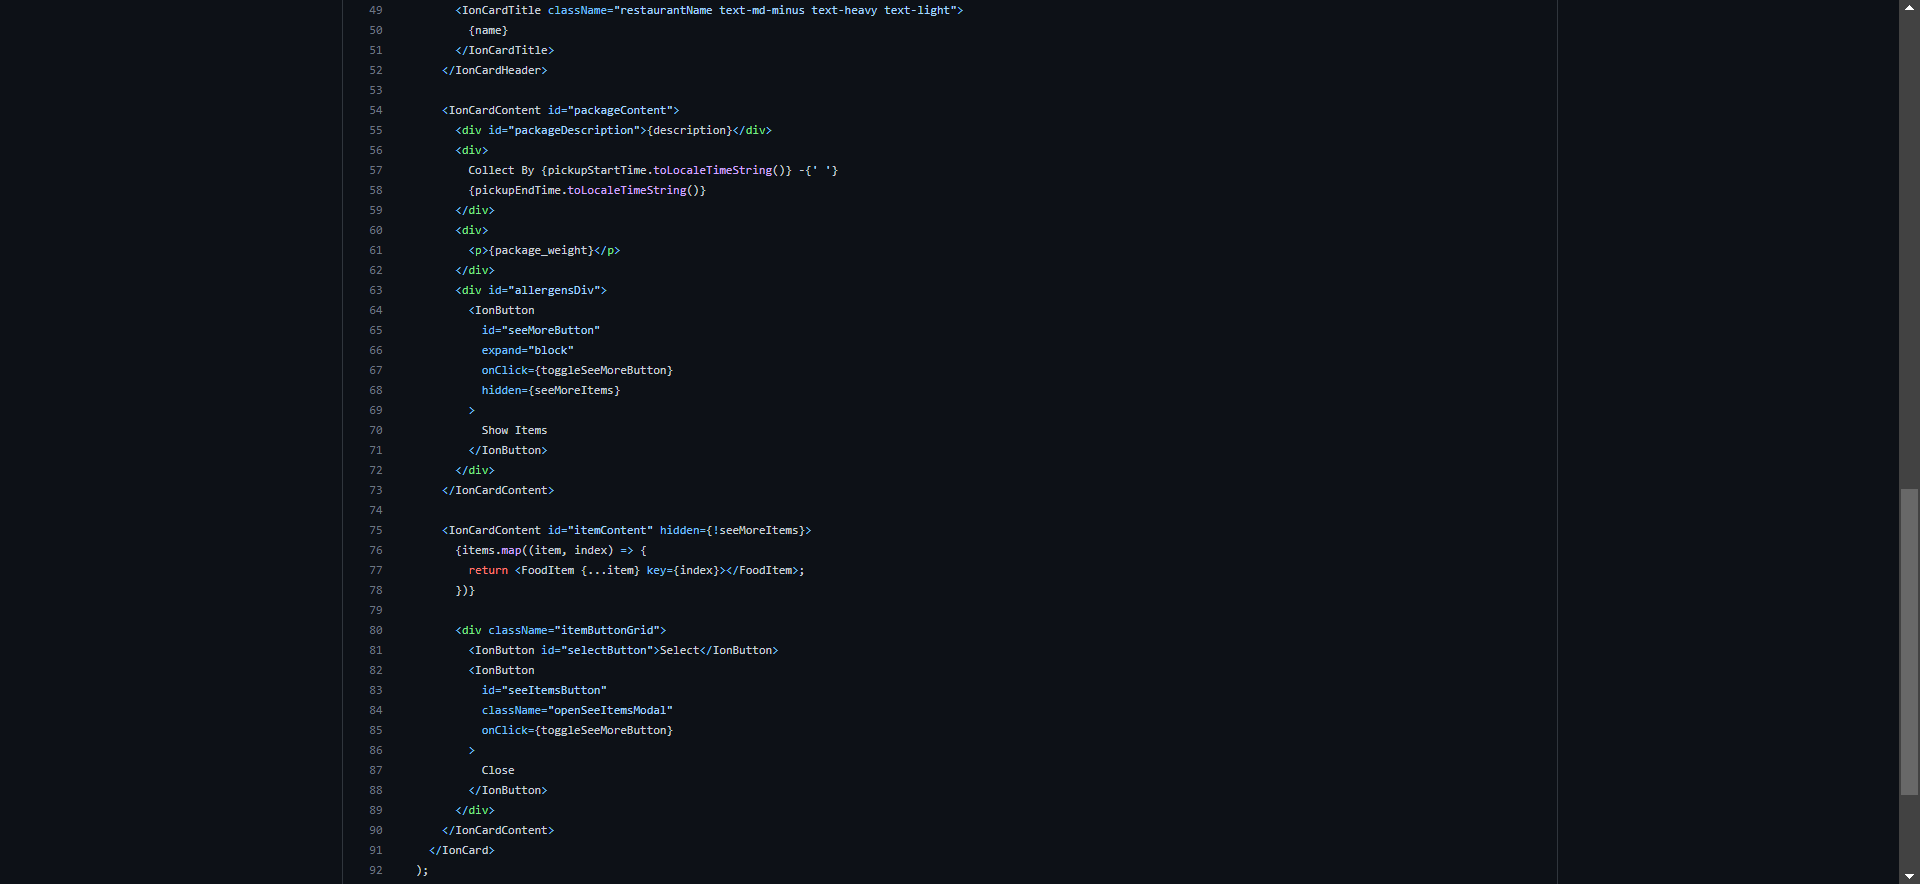 49 <IonCardTitle className="restaurantName text-md-minus text-heavy text-light">
50 {name}
51 </IonCardTitle>
52 </IonCardHeader>
53
54 <IonCardContent id="packageContent">
55 <div id="packageDescription">{description}</div>
56 <div>
57 Collect By {pickupStartTime.toLocaleTimeString()} -{' '}
58 {pickupEndTime.toLocaleTimeString()}
59 </div>
60 <div>
61 <p>{package_weight}</p>
62 </div>
63 <div id="allergensDiv">
64 <IonButton
65 id="seeMoreButton"
66 expand="block"
67 onClick={toggleSeeMoreButton}
68 hidden={seeMoreItems}
69 >
70 Show Items
71 </IonButton>
72 </div>
73 </IonCardContent>
74
75 <IonCardContent id="itemContent" hidden={!seeMoreItems}>
76 {items.map((item, index) => {
77 return <FoodItem {...item} key={index}></FoodItem>;
78 })}
79
80 <div className="itemButtonGrid">
81 <IonButton id="selectButton">Select</IonButton>
82 <IonButton
83 id="seeItemsButton"
84 className="openSeeItemsModal"
85 onClick={toggleSeeMoreButton}
86 >
87 Close
88 </IonButton>
89 </div>
90 </IonCardContent>
91 </IonCard>
92 );